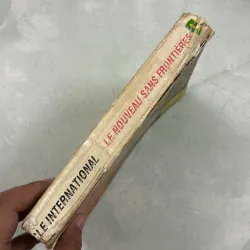 LE NOUVEAU SANS FRONTIÈRES
CLE INTERNATIONAL